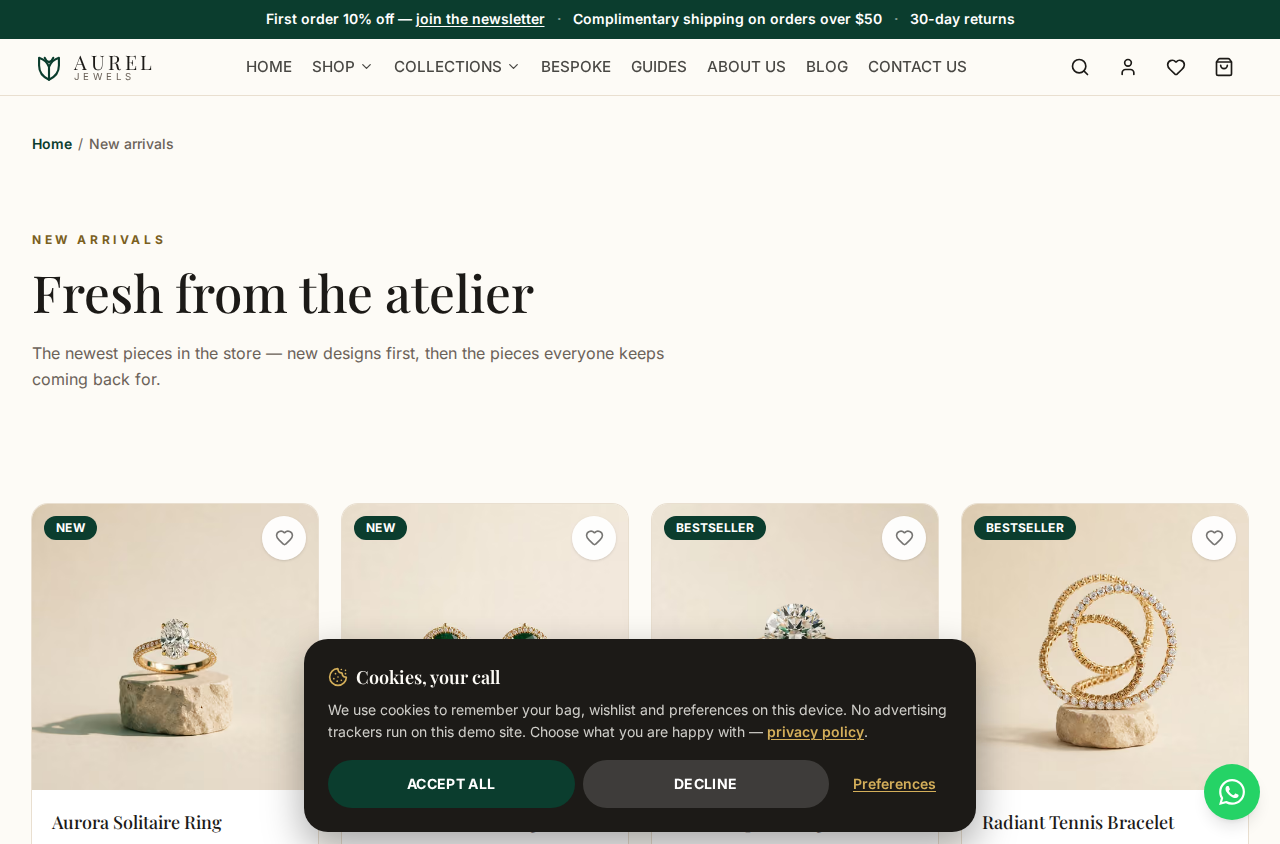 First order 10% off — join the newsletter · Complimentary shipping on orders over $50 · 30-day returns
AUREL
JEWELS
HOME SHOP COLLECTIONS BESPOKE GUIDES ABOUT US BLOG CONTACT US
Home / New arrivals
NEW ARRIVALS
Fresh from the atelier
The newest pieces in the store — new designs first, then the pieces everyone keeps
coming back for.
NEW
NEW
BESTSELLER
BESTSELLER
Cookies, your call
We use cookies to remember your bag, wishlist and preferences on this device. No advertising
trackers run on this demo site. Choose what you are happy with — privacy policy.
ACCEPT ALL
DECLINE
Preferences
Aurora Solitaire Ring
Radiant Tennis Bracelet